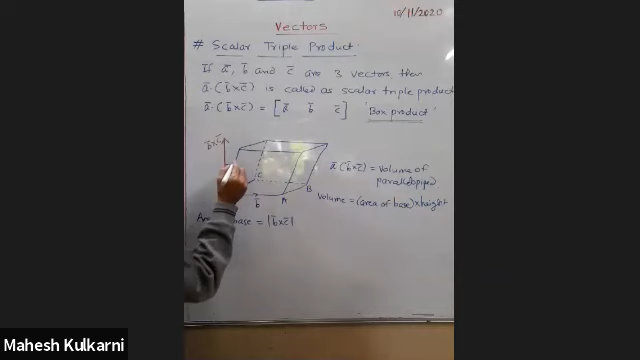 10/11/2020
Vectors
# Scalar Triple Product
If a̅, b̅ and c̅ are 3 vectors, then
a̅·(b̅×c̅) is called as scalar triple product
a̅·(b̅×c̅) = [a̅ b̅ c̅] 'Box product'
b̅×c̅
a̅(b̅×c̅) = volume of
parallelopiped
c̅
B
b̅
A
Volume = (area of base)×height
base = |b̅×c̅|
Mahesh Kulkarni